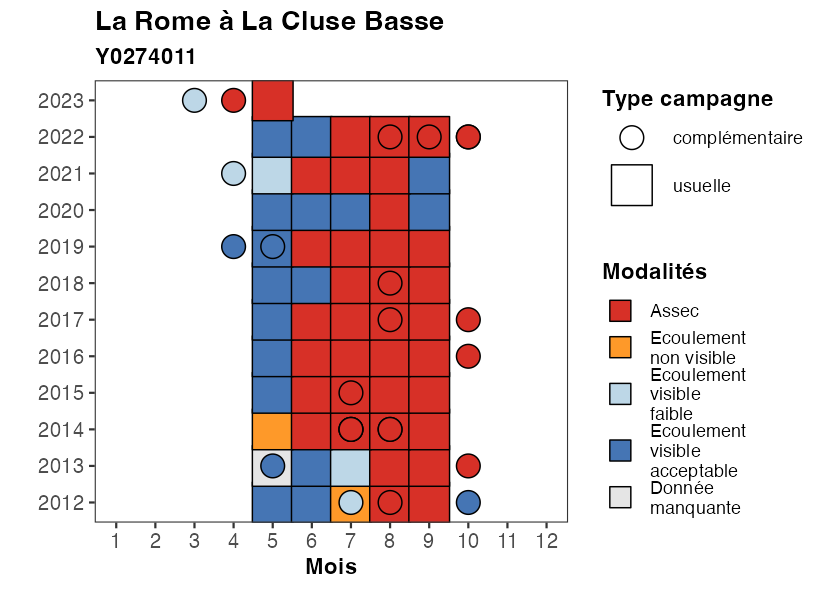 La Rome à La Cluse Basse
Y0274011
2023
2022
2021
2020
2019
2018
2017
2016
2015
2014
2013
2012
1 2 3 4 5 6 7 8 9 10 11 12
Mois
Type campagne
complémentaire
usuelle
Modalités
Assec
Ecoulement
non visible
Ecoulement
visible
faible
Ecoulement
visible
acceptable
Donnée
manquante